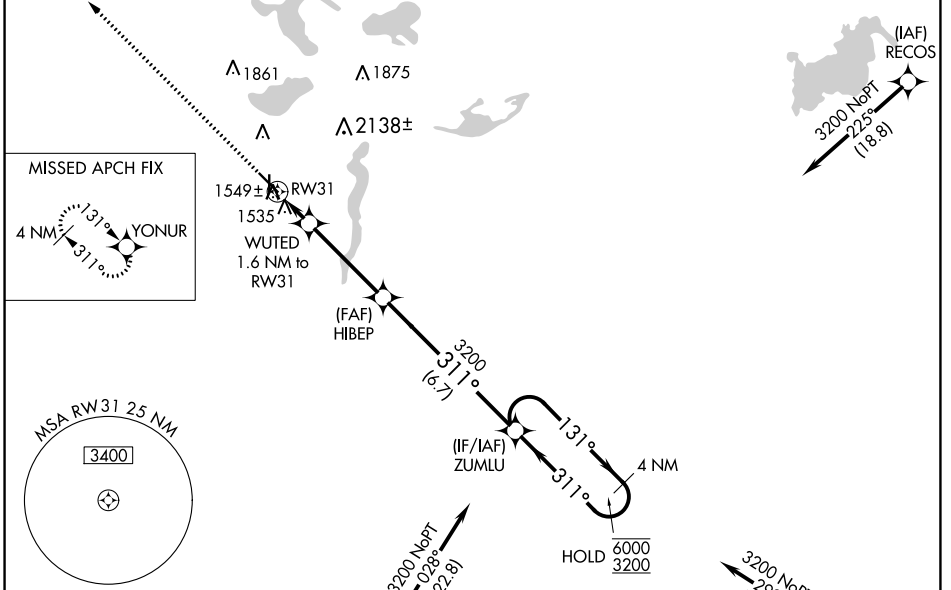 (IAF)
RECOS
3200 NoPT
225°
(18.8)
1861
1875
2138±
MISSED APCH FIX
131°
4 NM
YONUR
311°
1549±
RW31
1535
WUTED
1.6 NM to
RW31
(FAF)
HIBEP
3200
311°
(6.7)
MSA RW31 25 NM
3400
(IF/IAF)
ZUMLU
131°
311°
4 NM
HOLD
6000
3200
3200 NoPT
028°
3200 NoPT